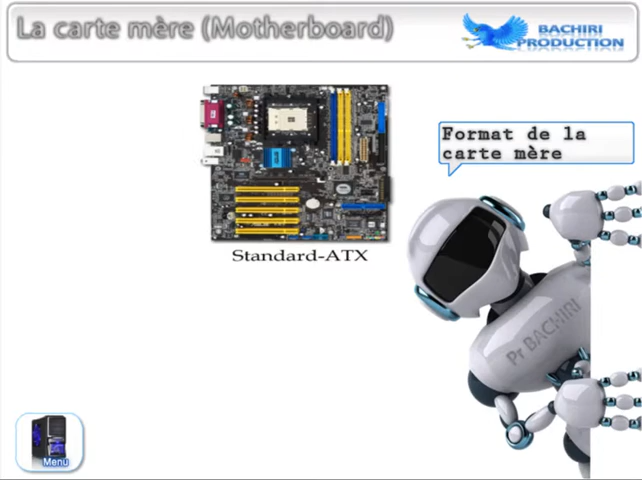 La carte mère (Motherboard)
BACHIRI
PRODUCTION
Format de la
carte mère
Standard-ATX
Pr BACHIRI
Menu